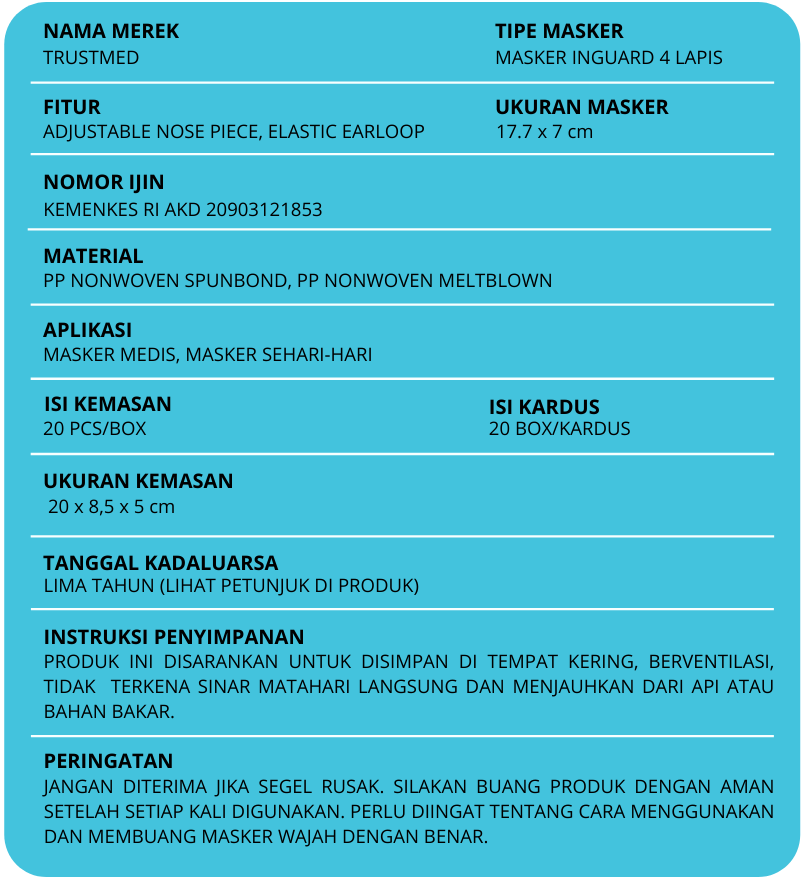 NAMA MEREK
TRUSTMED
TIPE MASKER
MASKER INGUARD 4 LAPIS
FITUR
ADJUSTABLE NOSE PIECE, ELASTIC EARLOOP
UKURAN MASKER
17.7 x 7 cm
NOMOR IJIN
KEMENKES RI AKD 20903121853
MATERIAL
PP NONWOVEN SPUNBOND, PP NONWOVEN MELTBLOWN
APLIKASI
MASKER MEDIS, MASKER SEHARI-HARI
ISI KEMASAN
20 PCS/BOX
ISI KARDUS
20 BOX/KARDUS
UKURAN KEMASAN
20 x 8,5 x 5 cm
TANGGAL KADALUARSA
LIMA TAHUN (LIHAT PETUNJUK DI PRODUK)
INSTRUKSI PENYIMPANAN
PRODUK INI DISARANKAN UNTUK DISIMPAN DI TEMPAT KERING, BERVENTILASI,
TIDAK TERKENA SINAR MATAHARI LANGSUNG DAN MENJAUHKAN DARI API ATAU
BAHAN BAKAR.
PERINGATAN
JANGAN DITERIMA JIKA SEGEL RUSAK. SILAKAN BUANG PRODUK DENGAN AMAN
SETELAH SETIAP KALI DIGUNAKAN. PERLU DIINGAT TENTANG CARA MENGGUNAKAN
DAN MEMBUANG MASKER WAJAH DENGAN BENAR.